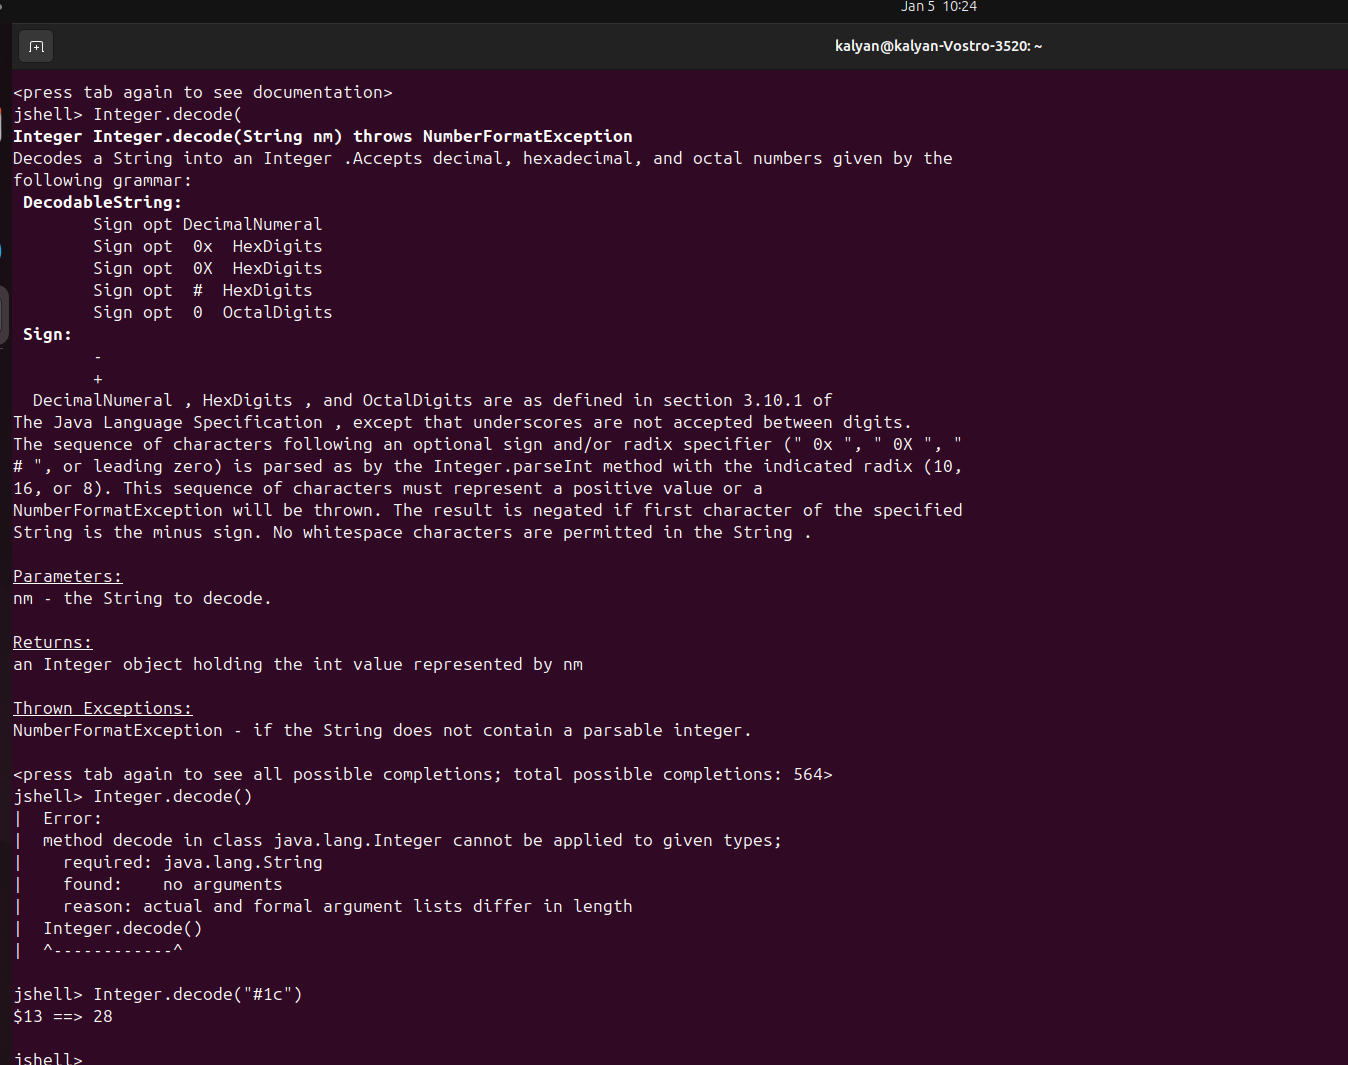 Jan 5 10:24
kalyan@kalyan-Vostro-3520: ~
<press tab again to see documentation>
jshell> Integer.decode(
Integer Integer.decode(String nm) throws NumberFormatException
Decodes a String into an Integer .Accepts decimal, hexadecimal, and octal numbers given by the
following grammar:
 DecodableString:
        Sign opt DecimalNumeral
        Sign opt  0x  HexDigits
        Sign opt  0X  HexDigits
        Sign opt  #  HexDigits
        Sign opt  0  OctalDigits
 Sign:
        -
        +
  DecimalNumeral , HexDigits , and OctalDigits are as defined in section 3.10.1 of
The Java Language Specification , except that underscores are not accepted between digits.
The sequence of characters following an optional sign and/or radix specifier (" 0x ", " 0X ", "
# ", or leading zero) is parsed as by the Integer.parseInt method with the indicated radix (10,
16, or 8). This sequence of characters must represent a positive value or a
NumberFormatException will be thrown. The result is negated if first character of the specified
String is the minus sign. No whitespace characters are permitted in the String .
Parameters:
nm - the String to decode.
Returns:
an Integer object holding the int value represented by nm
Thrown Exceptions:
NumberFormatException - if the String does not contain a parsable integer.
<press tab again to see all possible completions; total possible completions: 564>
jshell> Integer.decode()
|  Error:
|  method decode in class java.lang.Integer cannot be applied to given types;
|    required: java.lang.String
|    found:    no arguments
|    reason: actual and formal argument lists differ in length
|  Integer.decode()
|  ^------------^
jshell> Integer.decode("#1c")
$13 ==> 28
jshell>